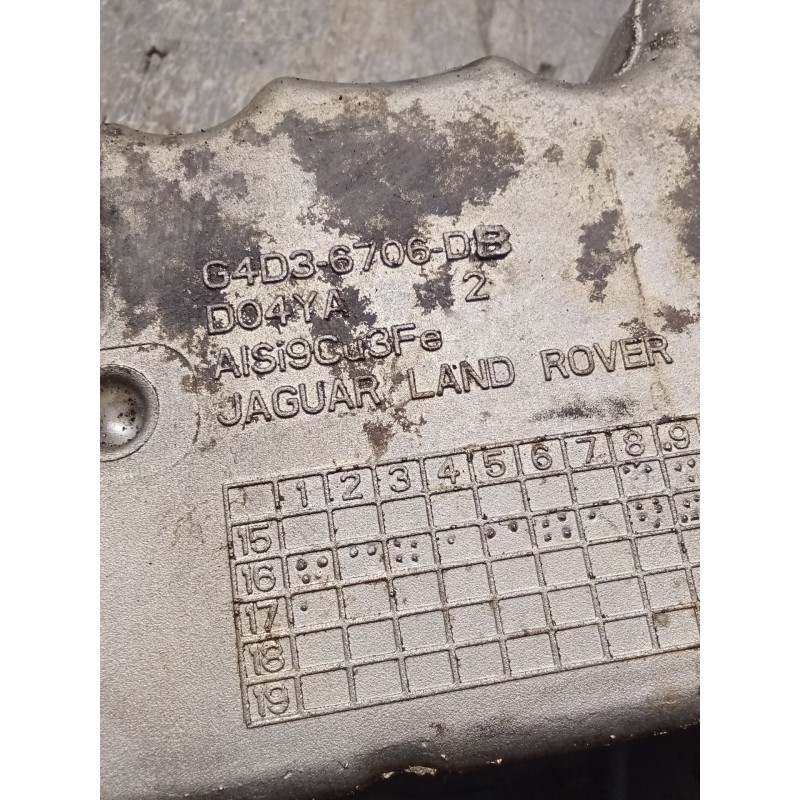 G4D3-6706-DB
D04YA 2
AlSi9Cu3Fe
JAGUAR LAND ROVER
1 2 3 4 5 6 7 8 9
15
16
17
18
19